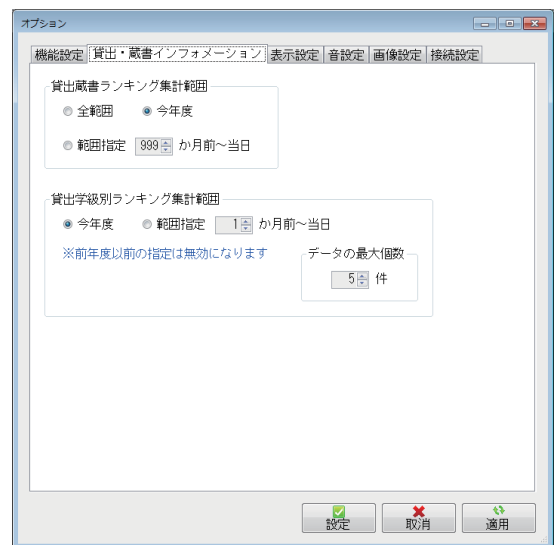 オプション
機能設定 貸出・蔵書インフォメーション 表示設定 音設定 画像設定 接続設定
貸出蔵書ランキング集計範囲
全範囲 今年度
範囲指定 999 か月前～当日
貸出学級別ランキング集計範囲
今年度 範囲指定 1 か月前～当日
※前年度以前の指定は無効になります
データの最大個数
5 件
設定 取消 適用